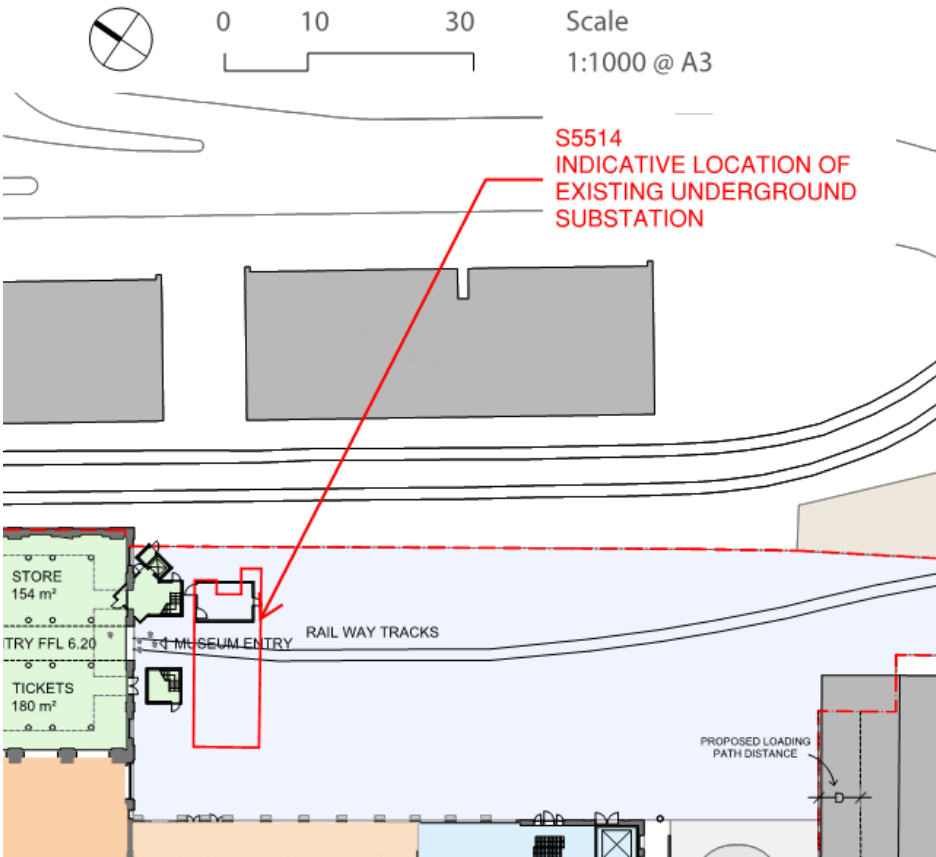 0 10 30 Scale
1:1000 @ A3
S5514
INDICATIVE LOCATION OF
EXISTING UNDERGROUND
SUBSTATION
STORE
154 m²
RAIL WAY TRACKS
NTRY FFL 6.20
MUSEUM ENTRY
TICKETS
180 m²
PROPOSED LOADING
PATH DISTANCE